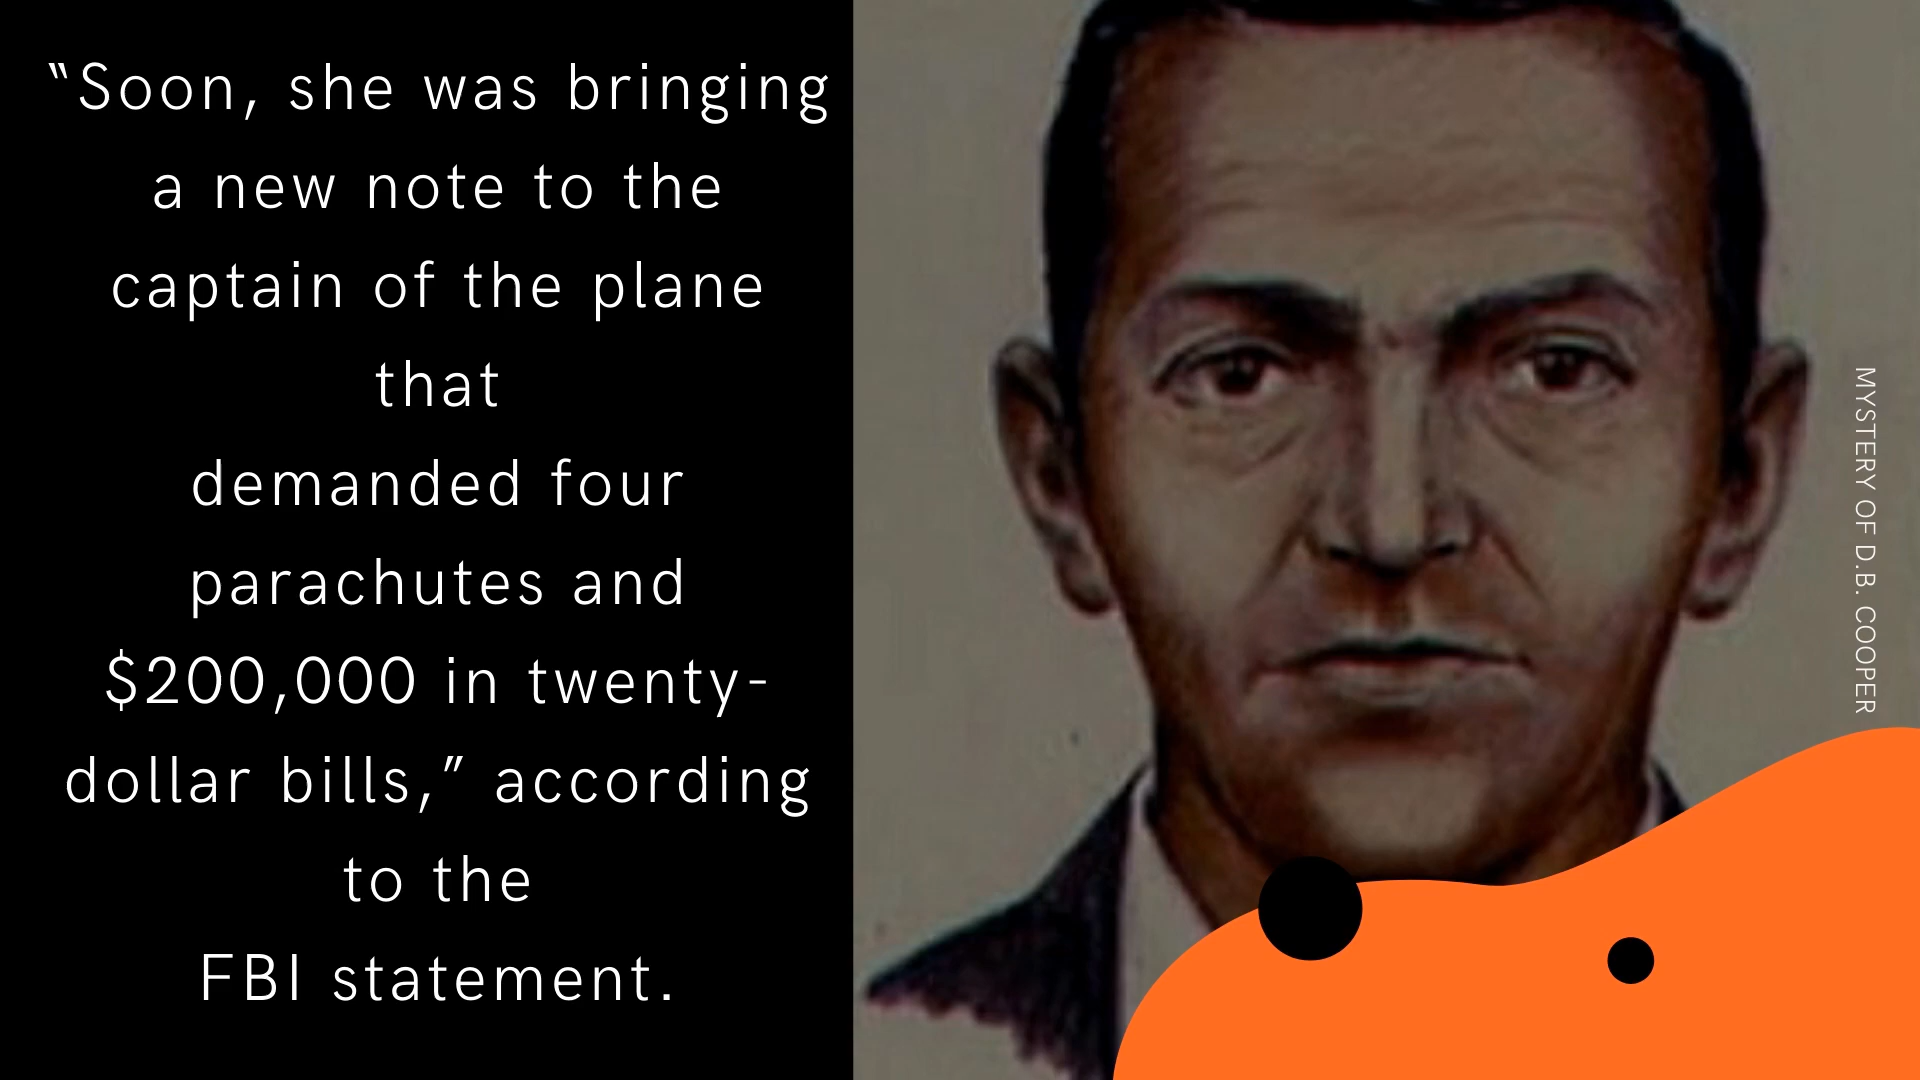 “Soon, she was bringing
a new note to the
captain of the plane
that
demanded four
parachutes and
$200,000 in twenty-
dollar bills,” according
to the
FBI statement.
MYSTERY OF D.B. COOPER